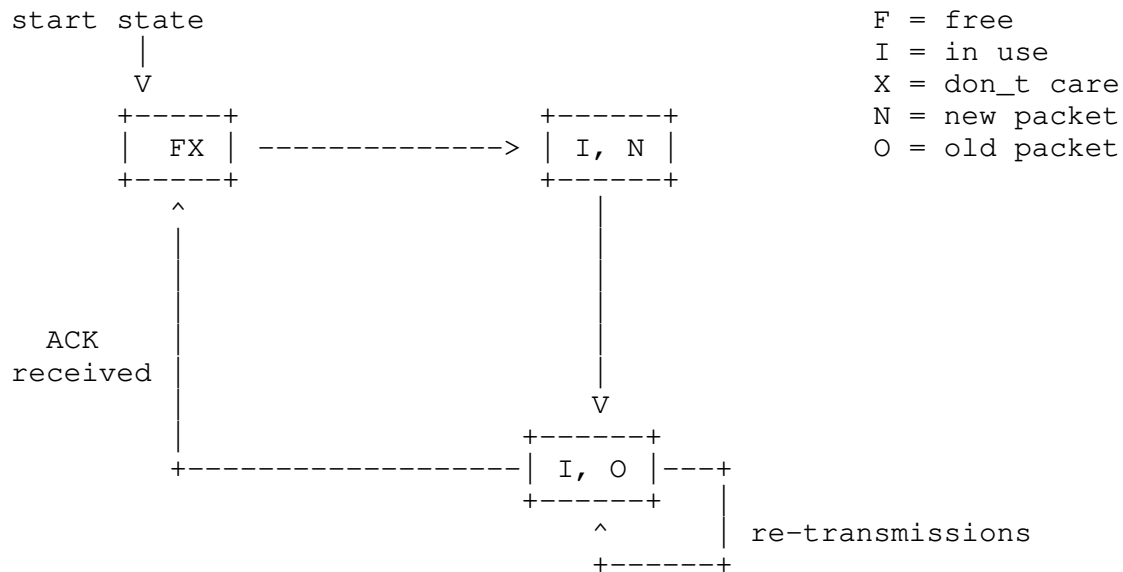 start state
F = free
I = in use
X = don_t care
N = new packet
O = old packet
FX
I, N
ACK
received
I, O
re-transmissions